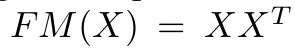 FM(X) = XX^T